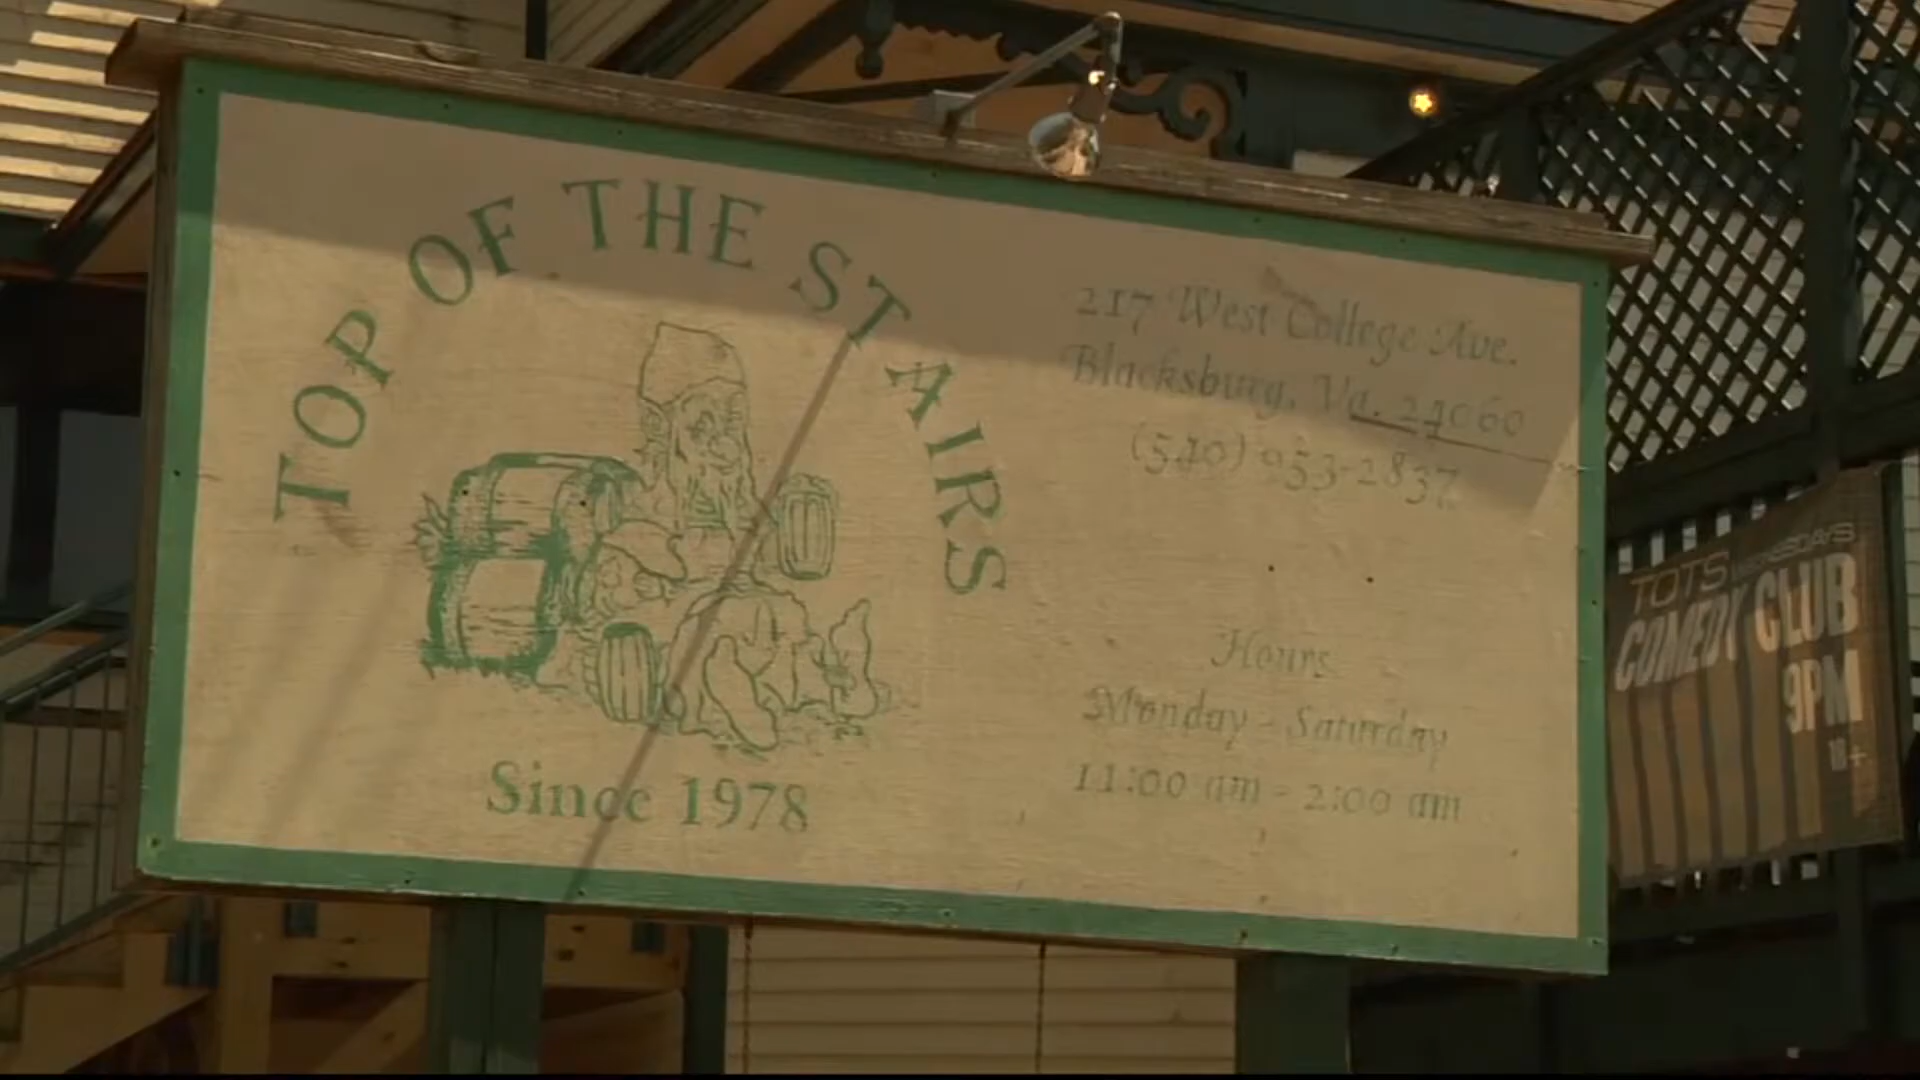 TOP OF THE STAIRS
Since 1978
217 West College Ave.
Blacksburg, Va. 24060
(540) 953-2837
Hours
Monday - Saturday
11:00 am - 2:00 am
TOTS WEDNESDAYS
COMEDY CLUB
9PM
18+